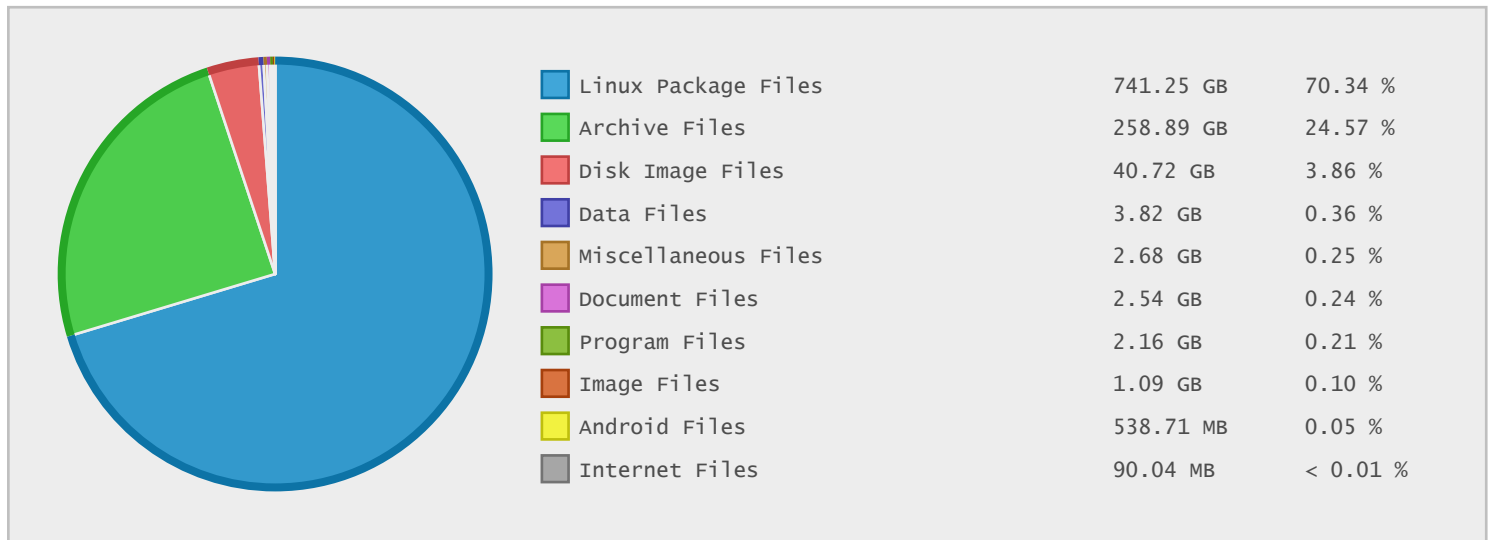 Linux Package Files 741.25 GB 70.34 %
Archive Files 258.89 GB 24.57 %
Disk Image Files 40.72 GB 3.86 %
Data Files 3.82 GB 0.36 %
Miscellaneous Files 2.68 GB 0.25 %
Document Files 2.54 GB 0.24 %
Program Files 2.16 GB 0.21 %
Image Files 1.09 GB 0.10 %
Android Files 538.71 MB 0.05 %
Internet Files 90.04 MB < 0.01 %